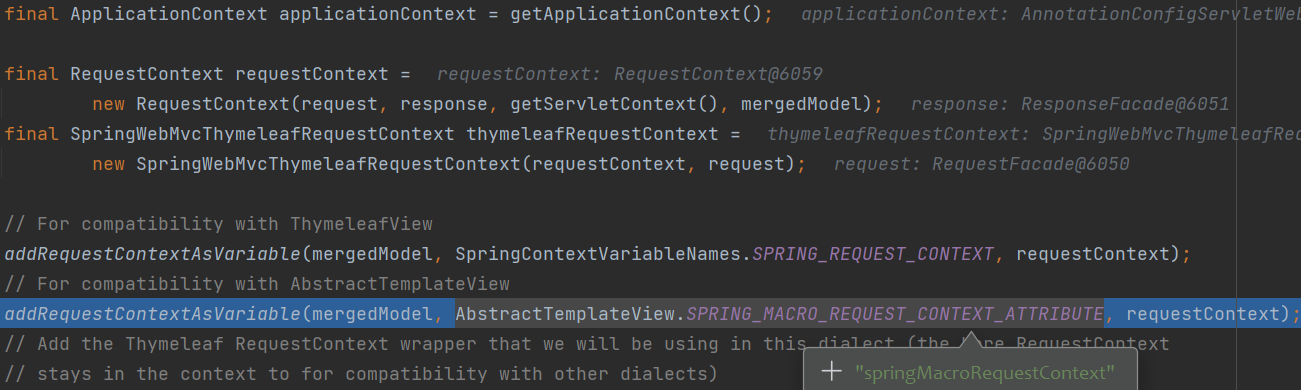 final ApplicationContext applicationContext = getApplicationContext(); applicationContext: AnnotationConfigServletWeb
final RequestContext requestContext = requestContext: RequestContext@6059
new RequestContext(request, response, getServletContext(), mergedModel); response: ResponseFacade@6051
final SpringWebMvcThymeleafRequestContext thymeleafRequestContext = thymeleafRequestContext: SpringWebMvcThymeleafReq
new SpringWebMvcThymeleafRequestContext(requestContext, request); request: RequestFacade@6050
// For compatibility with ThymeleafView
addRequestContextAsVariable(mergedModel, SpringContextVariableNames.SPRING_REQUEST_CONTEXT, requestContext);
// For compatibility with AbstractTemplateView
addRequestContextAsVariable(mergedModel, AbstractTemplateView.SPRING_MACRO_REQUEST_CONTEXT_ATTRIBUTE, requestContext);
// Add the Thymeleaf RequestContext wrapper that we will be using in this dialect (the bare RequestContext
// stays in the context to for compatibility with other dialects)
+ "springMacroRequestContext"